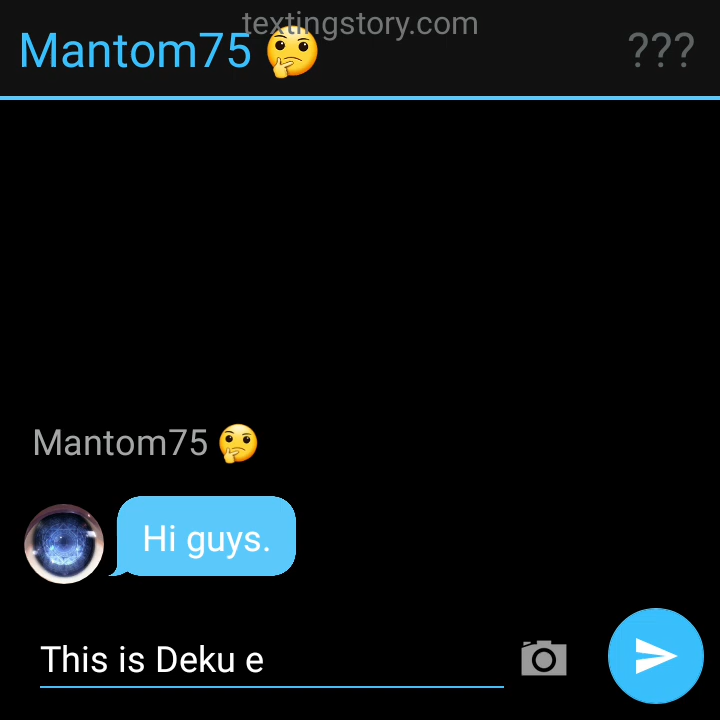 textingstory.com
Mantom75 🤔 ???
Mantom75 🤔
Hi guys.
This is Deku e